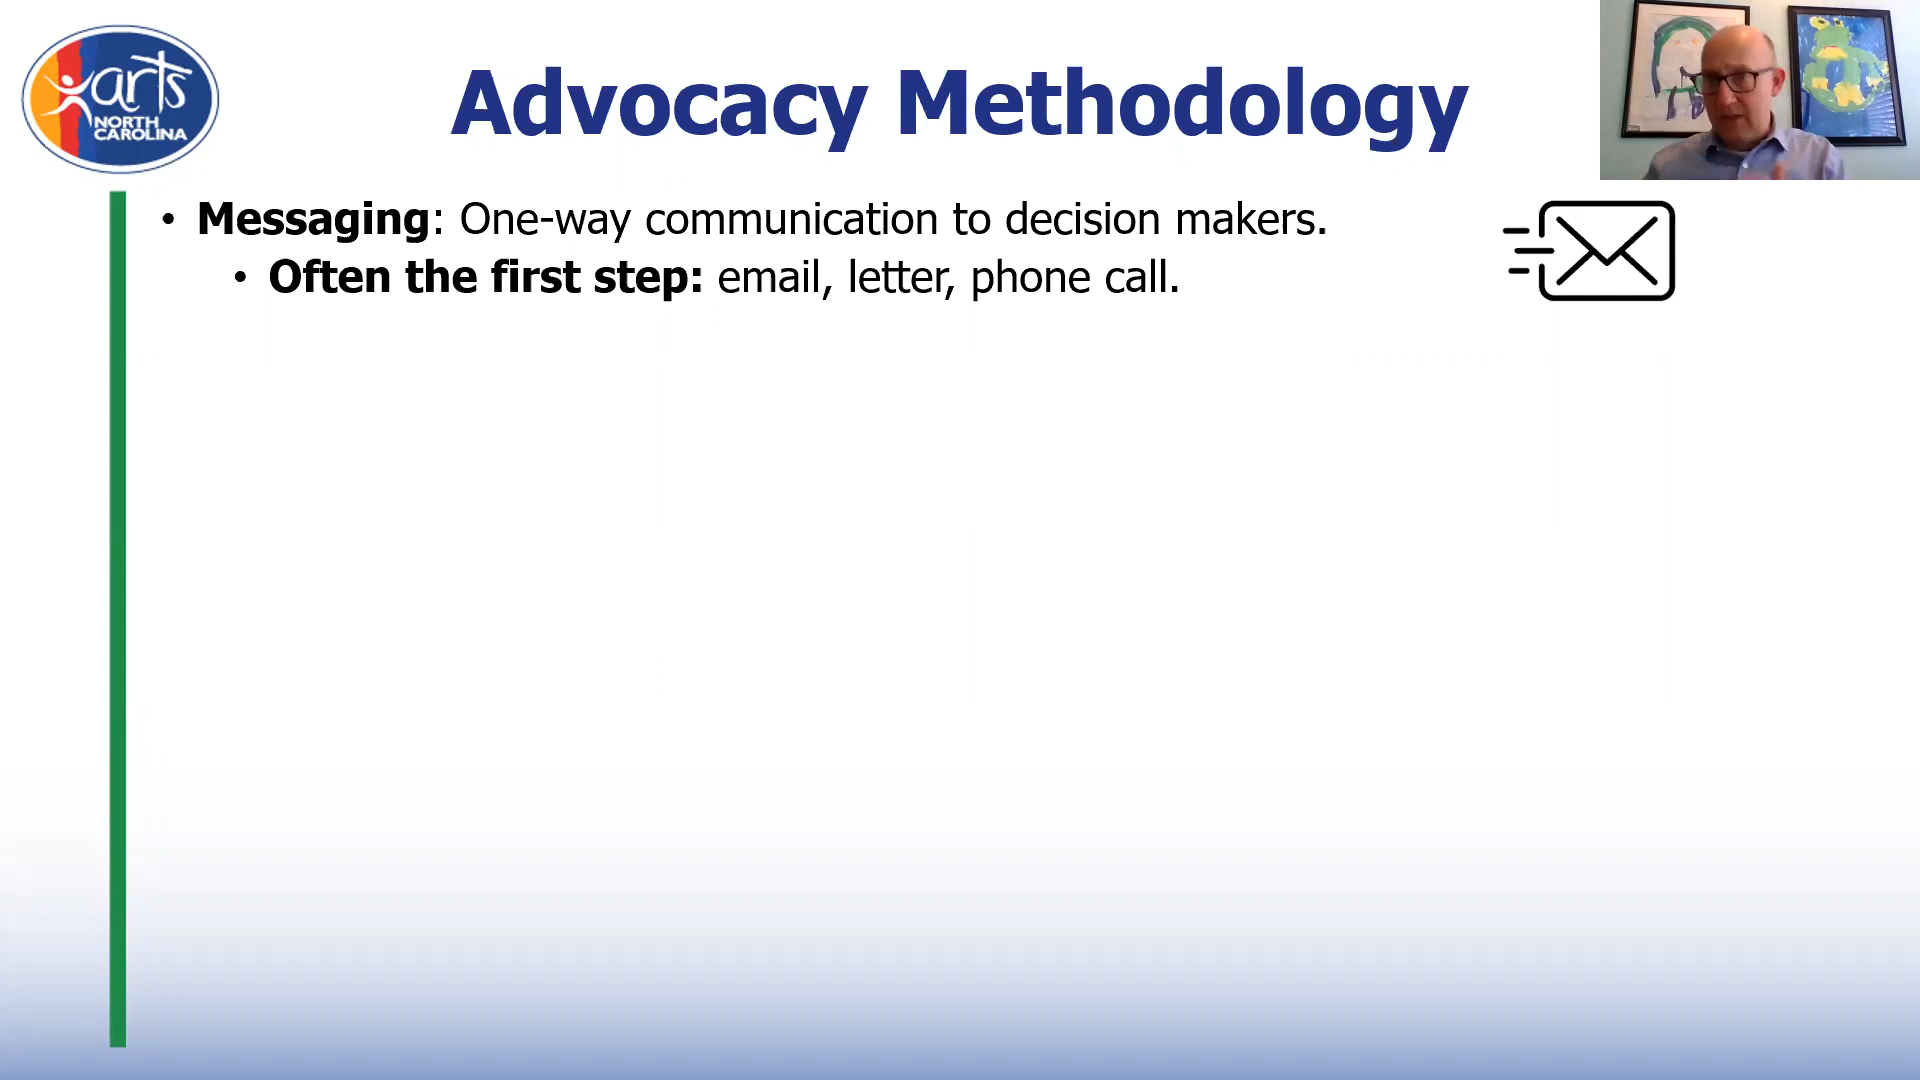 arts
NORTH
CAROLINA
Advocacy Methodology
• Messaging: One-way communication to decision makers.
• Often the first step: email, letter, phone call.